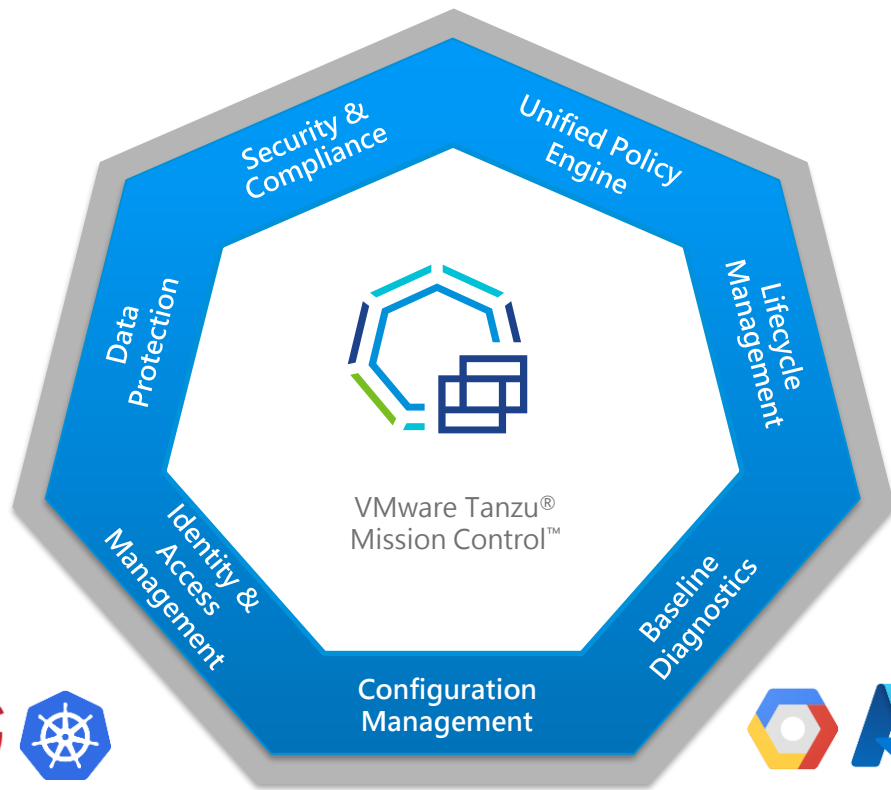 Security &
Compliance
Unified Policy
Engine
Data
Protection
Lifecycle
Management
VMware Tanzu®
Mission Control™
Identity &
Access
Management
Baseline
Diagnostics
Configuration
Management